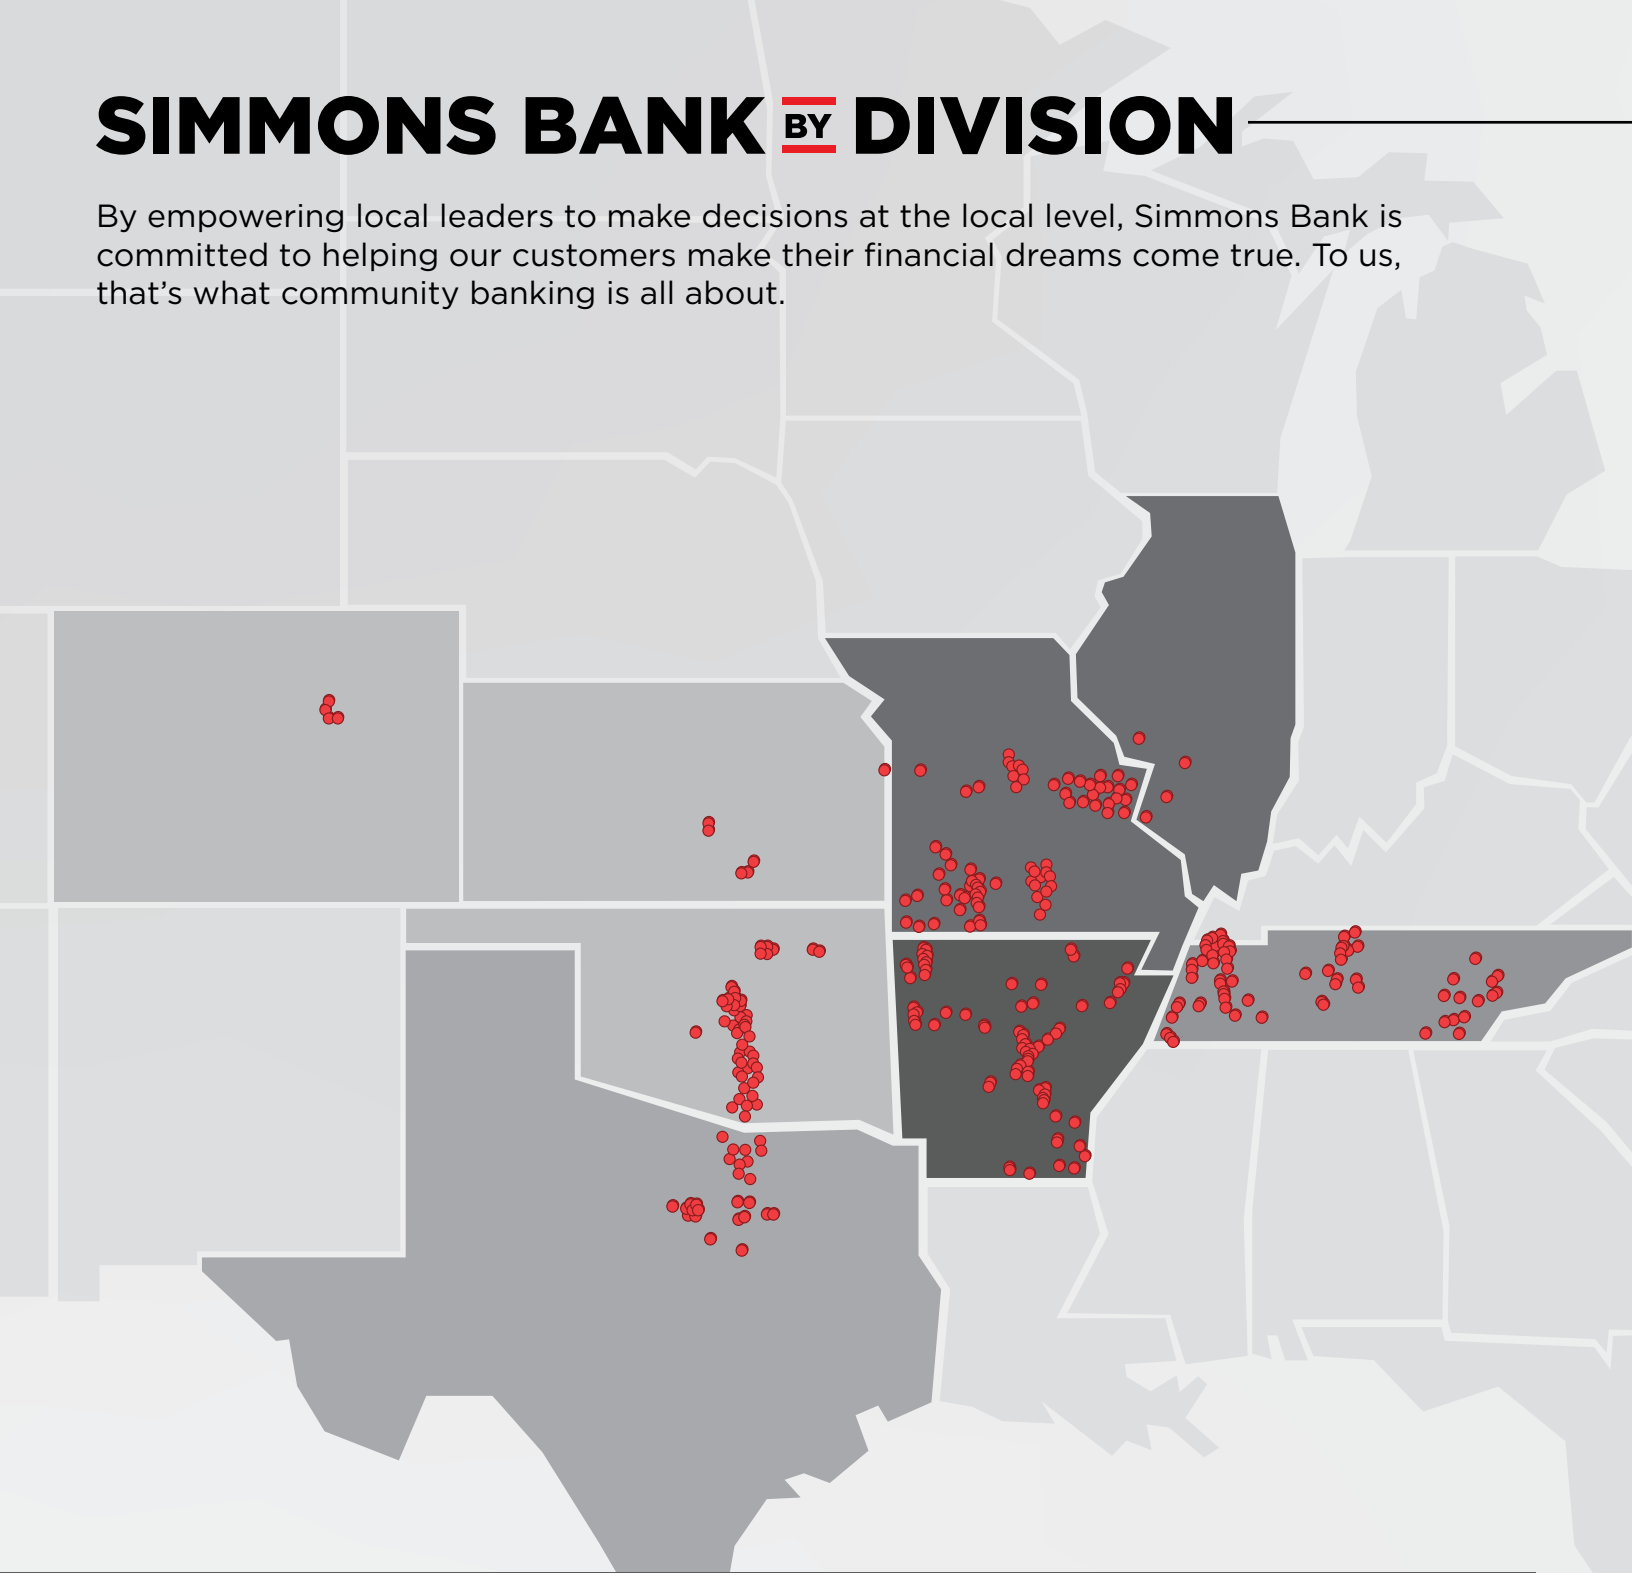 SIMMONS BANK BY DIVISION
By empowering local leaders to make decisions at the local level, Simmons Bank is
committed to helping our customers make their financial dreams come true. To us,
that’s what community banking is all about.